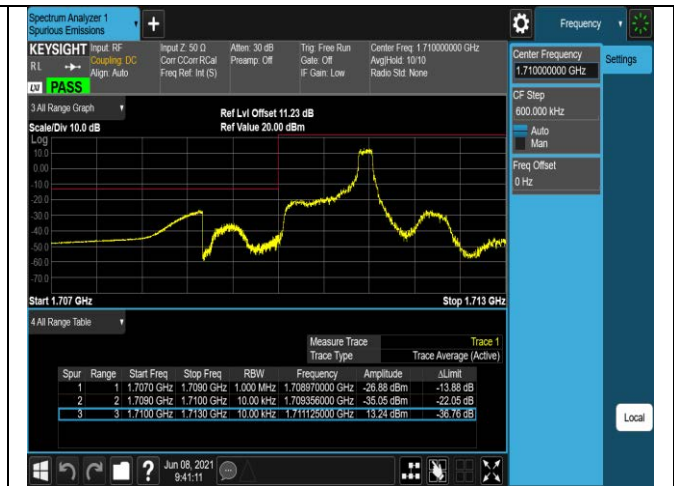 Spectrum Analyzer 1
Spurious Emissions
+
Frequency
KEYSIGHT Input: RF Input Z: 50 Ω Atten: 30 dB Trig: Free Run Center Freq: 1.710000000 GHz
RL Coupling: DC Corr CCorr RCal Preamp: Off Gate: Off Avg|Hold: 10/10
Align: Auto Freq Ref: Int (S) IF Gain: Low Radio Std: None
LXI PASS
Center Frequency
1.710000000 GHz
Settings
CF Step
600.000 kHz
Auto
Man
Freq Offset
0 Hz
3 All Range Graph
Ref Lvl Offset 11.23 dB
Scale/Div 10.0 dB Ref Value 20.00 dBm
Log
10.0
0.00
-10.0
-20.0
-30.0
-40.0
-50.0
-60.0
-70.0
Start 1.707 GHz Stop 1.713 GHz
4 All Range Table
Measure Trace Trace 1
Trace Type Trace Average (Active)
Spur Range Start Freq Stop Freq RBW Frequency Amplitude ΔLimit
1 1 1.7070 GHz 1.7090 GHz 1.000 MHz 1.708970000 GHz -26.88 dBm -13.88 dB
2 2 1.7090 GHz 1.7100 GHz 10.00 kHz 1.709356000 GHz -35.05 dBm -22.05 dB
3 3 1.7100 GHz 1.7130 GHz 10.00 kHz 1.711125000 GHz 13.24 dBm -36.76 dB
Local
? Jun 08, 2021
9:41:11